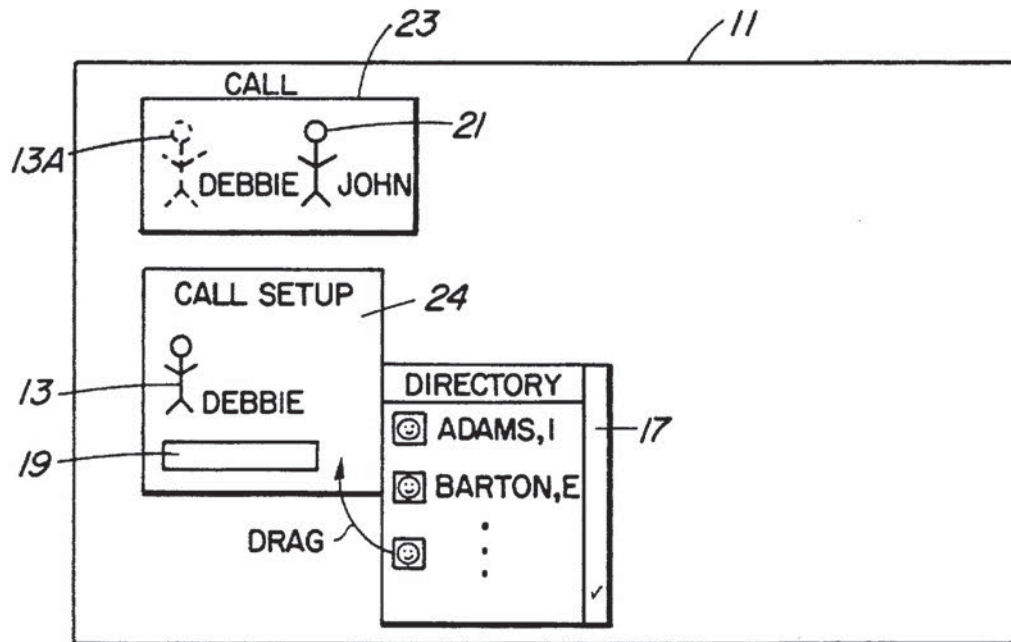 11
23
CALL
21
13A
DEBBIE JOHN
CALL SETUP
24
13
DEBBIE
DIRECTORY
ADAMS, I
17
19
BARTON, E
DRAG